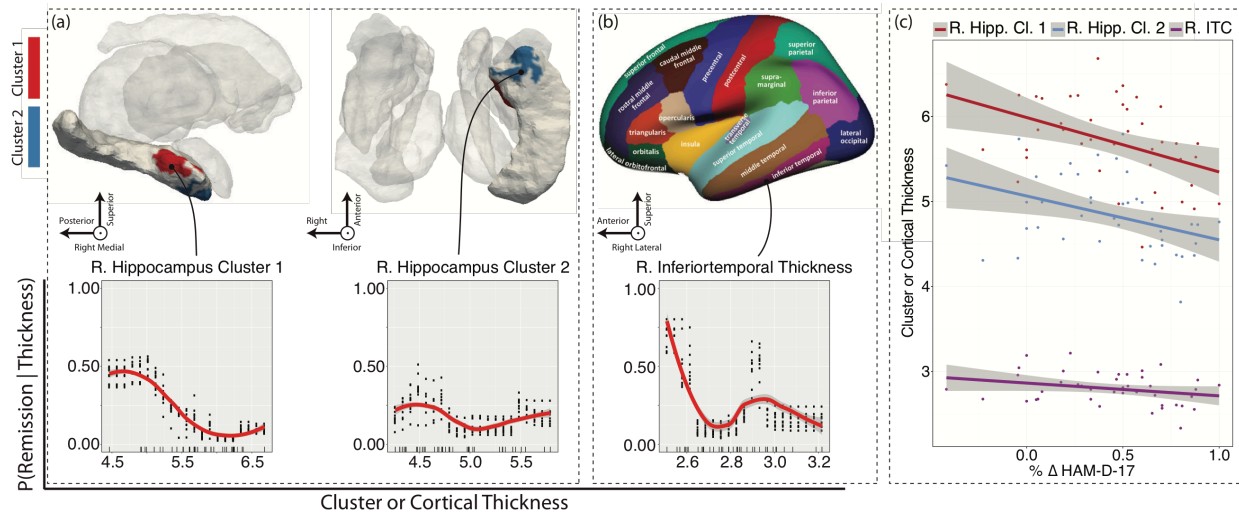 Cluster 1
Cluster 2
(a)
Posterior
Superior
Right Medial
Right
Anterior
Inferior
(b)
superior frontal
caudal middle frontal
precentral
postcentral
superior parietal
rostral middle frontal
supra-marginal
inferior parietal
opercularis
triangularis
transverse temporal
orbitalis
insula
superior temporal
lateral occipital
lateral orbitofrontal
middle temporal
inferior temporal
Anterior
Superior
Right Lateral
R. Hippocampus Cluster 1
R. Hippocampus Cluster 2
R. Inferiortemporal Thickness
P(Remission | Thickness)
1.00
0.50
0.00
4.5 5.5 6.5
1.00
0.50
0.00
4.5 5.0 5.5
1.00
0.50
0.00
2.6 2.8 3.0 3.2
Cluster or Cortical Thickness
(c)
R. Hipp. Cl. 1 R. Hipp. Cl. 2 R. ITC
Cluster or Cortical Thickness
6
5
4
3
0.0 0.5 1.0
% Δ HAM-D-17